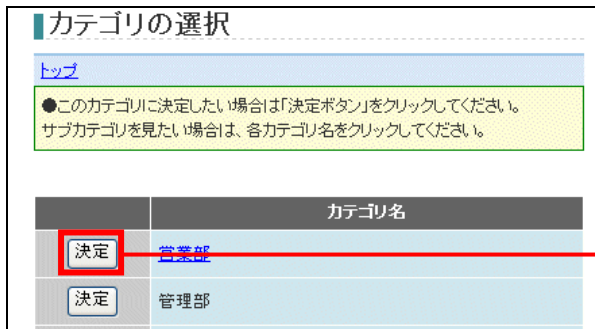 カテゴリの選択
トップ
●このカテゴリに決定したい場合は「決定ボタン」をクリックしてください。
サブカテゴリを見たい場合は、各カテゴリ名をクリックしてください。
カテゴリ名
決定 営業部
決定 管理部